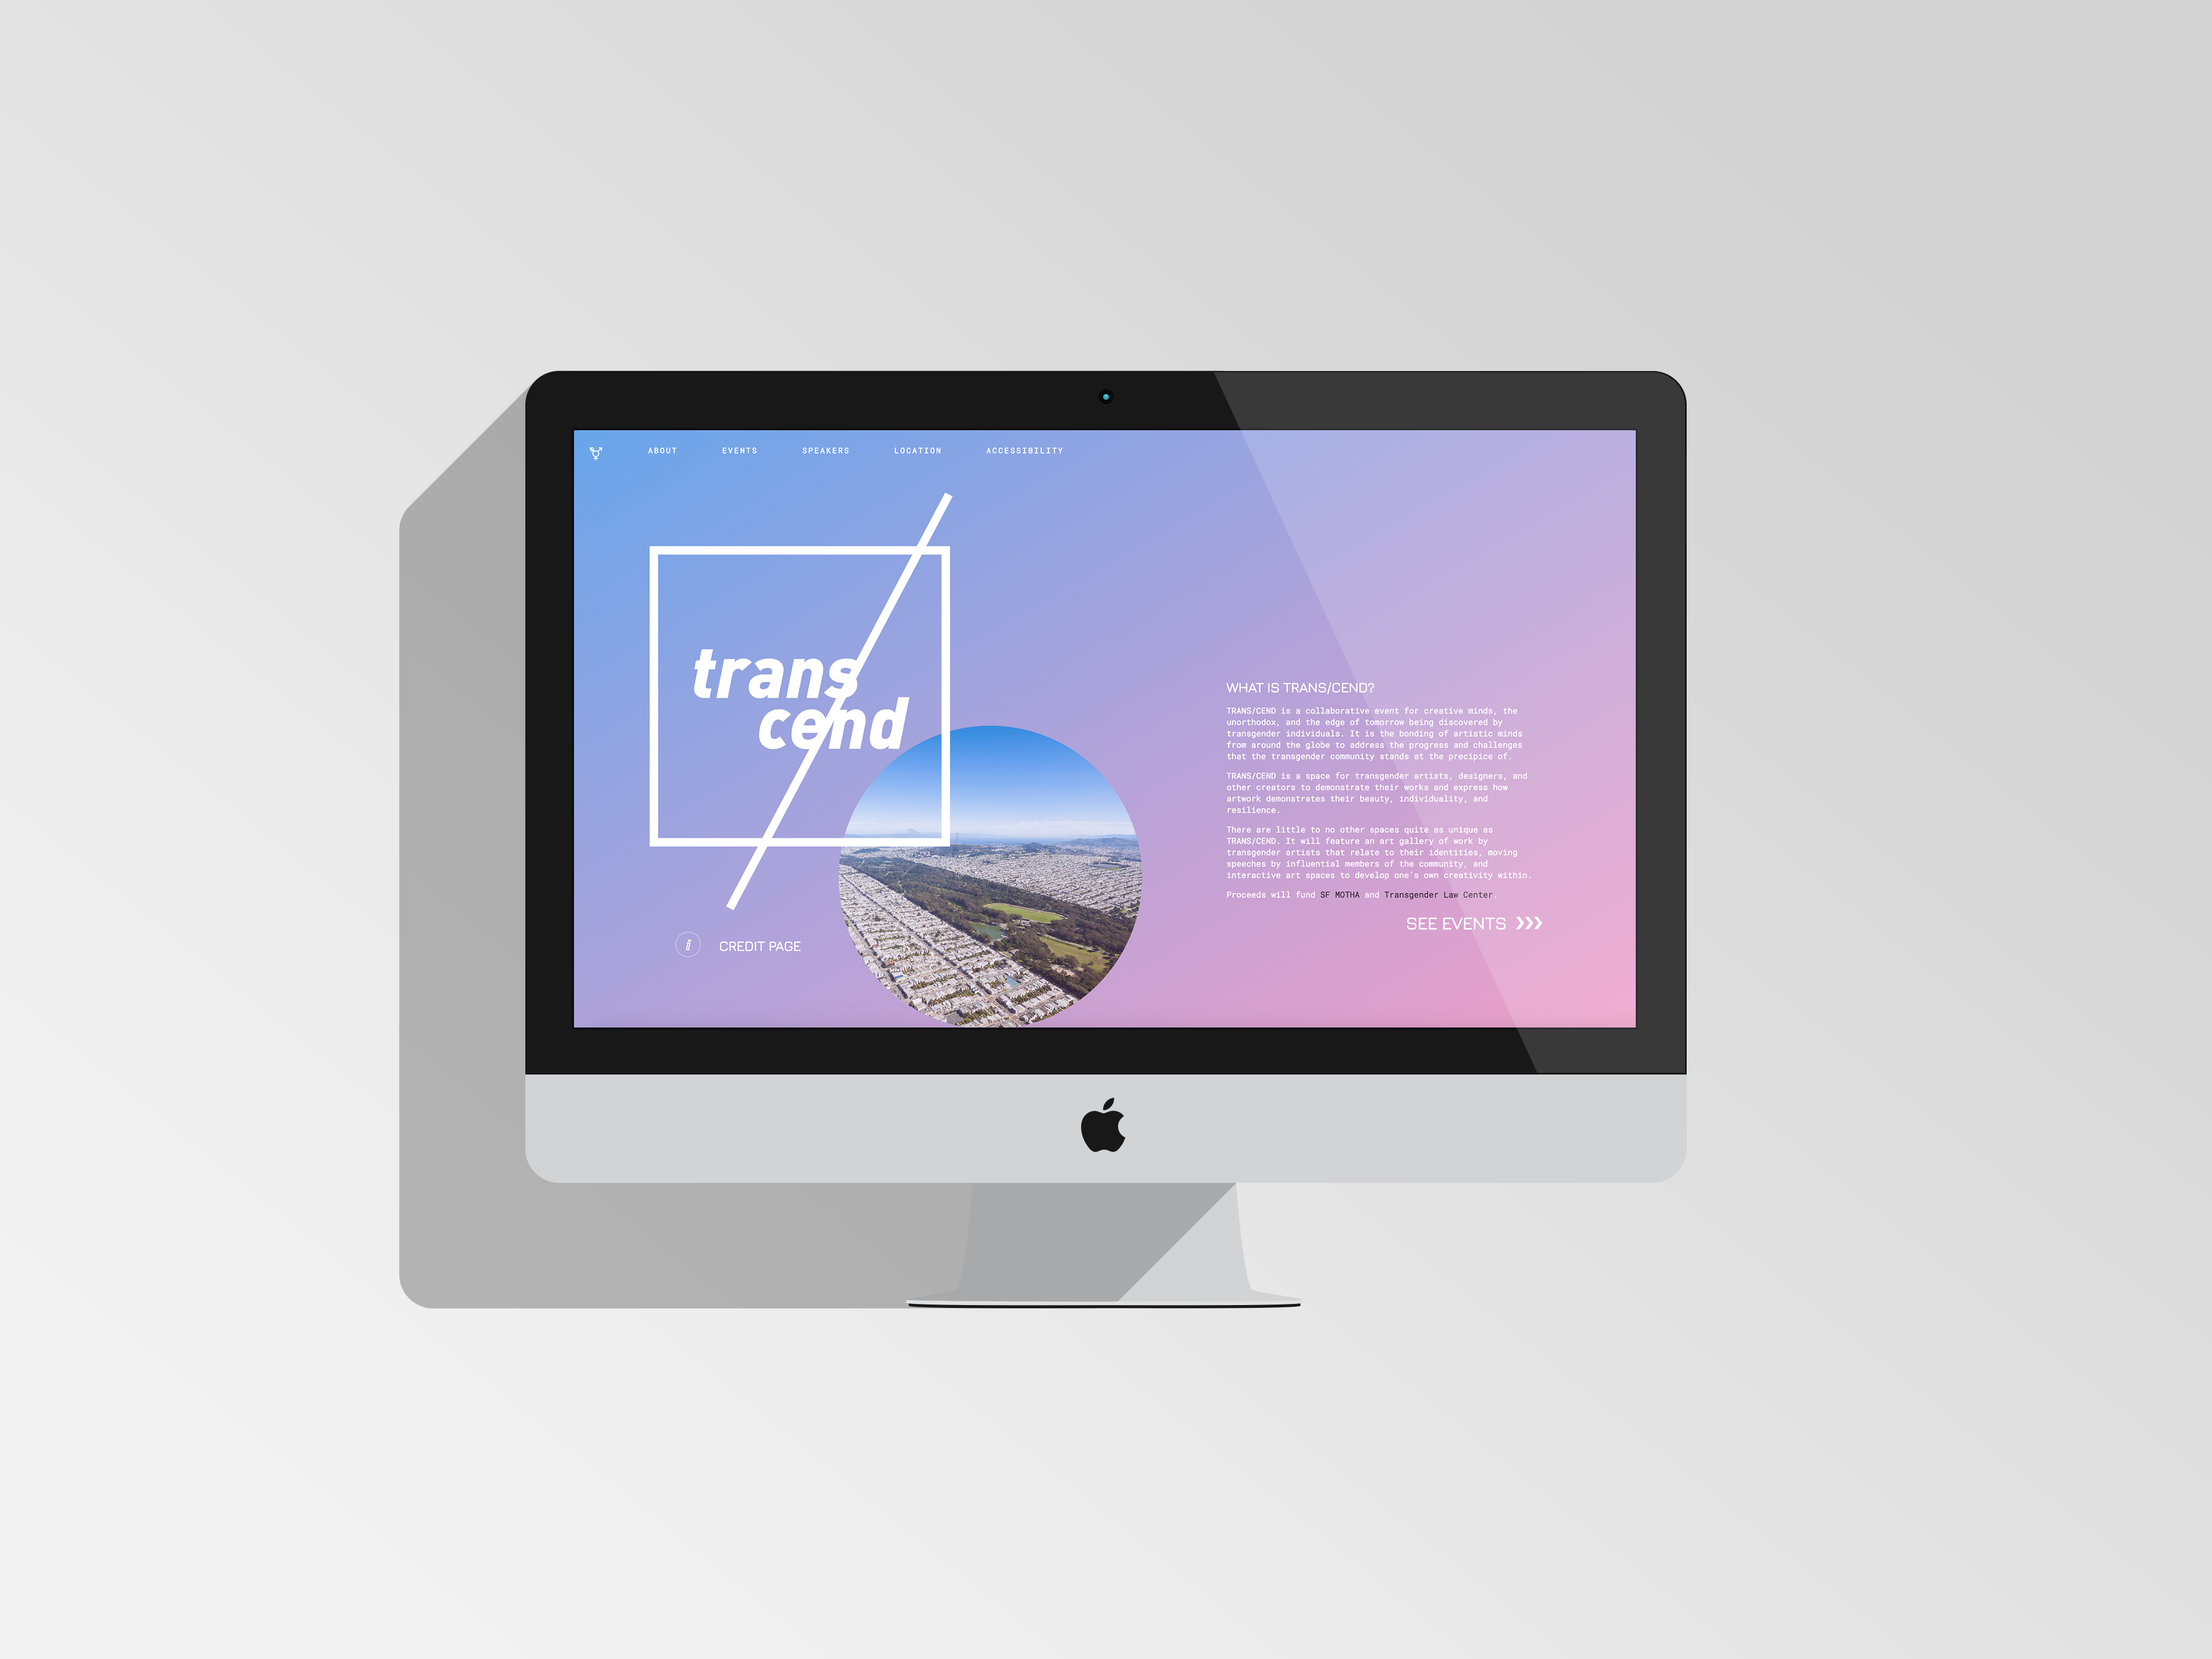 ABOUT EVENTS SPEAKERS LOCATION ACCESSIBILITY
trans
cend
WHAT IS TRANS/CEND?
TRANS/CEND is a collaborative event for creative minds, the
unorthodox, and the edge of tomorrow being discovered by
transgender individuals. It is the bonding of artistic minds
from around the globe to address the progress and challenges
that the transgender community stands at the precipice of.
TRANS/CEND is a space for transgender artists, designers, and
other creators to demonstrate their works and express how
artwork demonstrates their beauty, individuality, and
resilience.
There are little to no other spaces quite as unique as
TRANS/CEND. It will feature an art gallery of work by
transgender artists that relate to their identities, moving
speeches by influential members of the community, and
interactive art spaces to develop one's own creativity within.
Proceeds will fund SF MOTHA and Transgender Law Center.
SEE EVENTS
i CREDIT PAGE